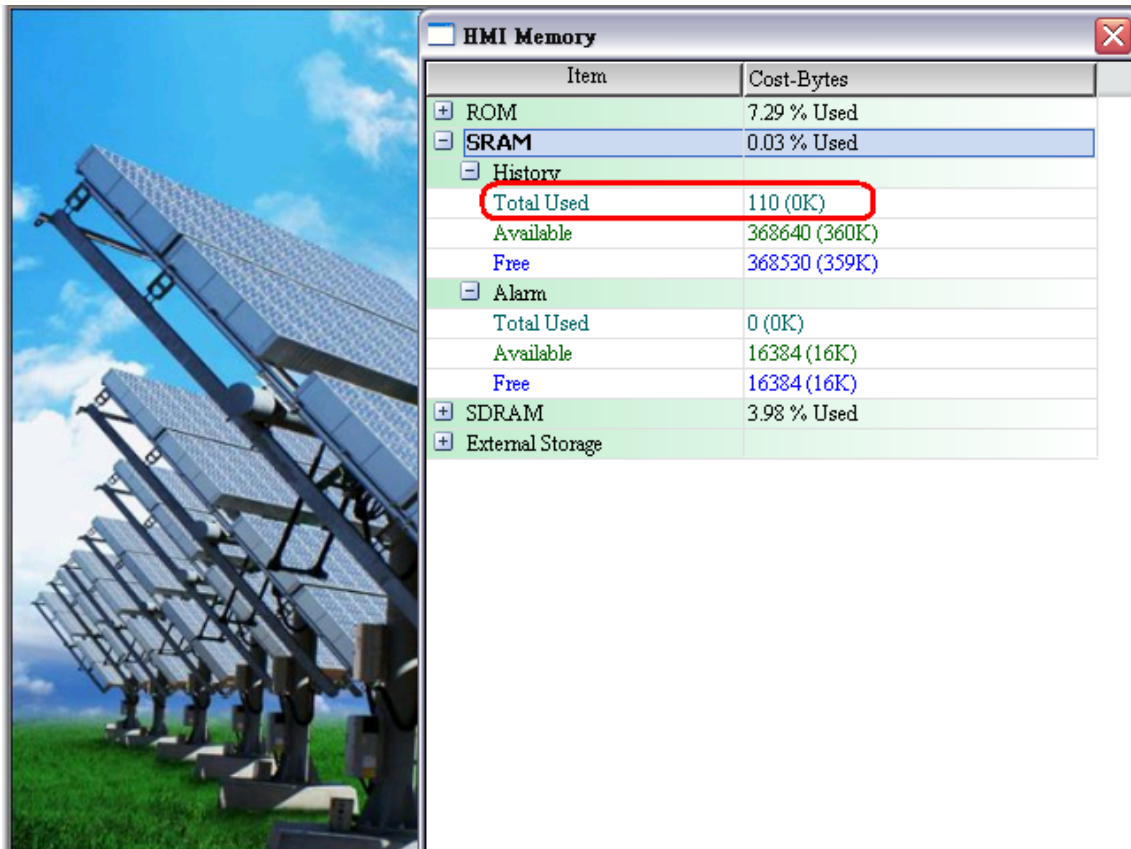 HMI Memory
Item Cost-Bytes
ROM 7.29 % Used
SRAM 0.03 % Used
History
Total Used 110 (0K)
Available 368640 (360K)
Free 368530 (359K)
Alarm
Total Used 0 (0K)
Available 16384 (16K)
Free 16384 (16K)
SDRAM 3.98 % Used
External Storage